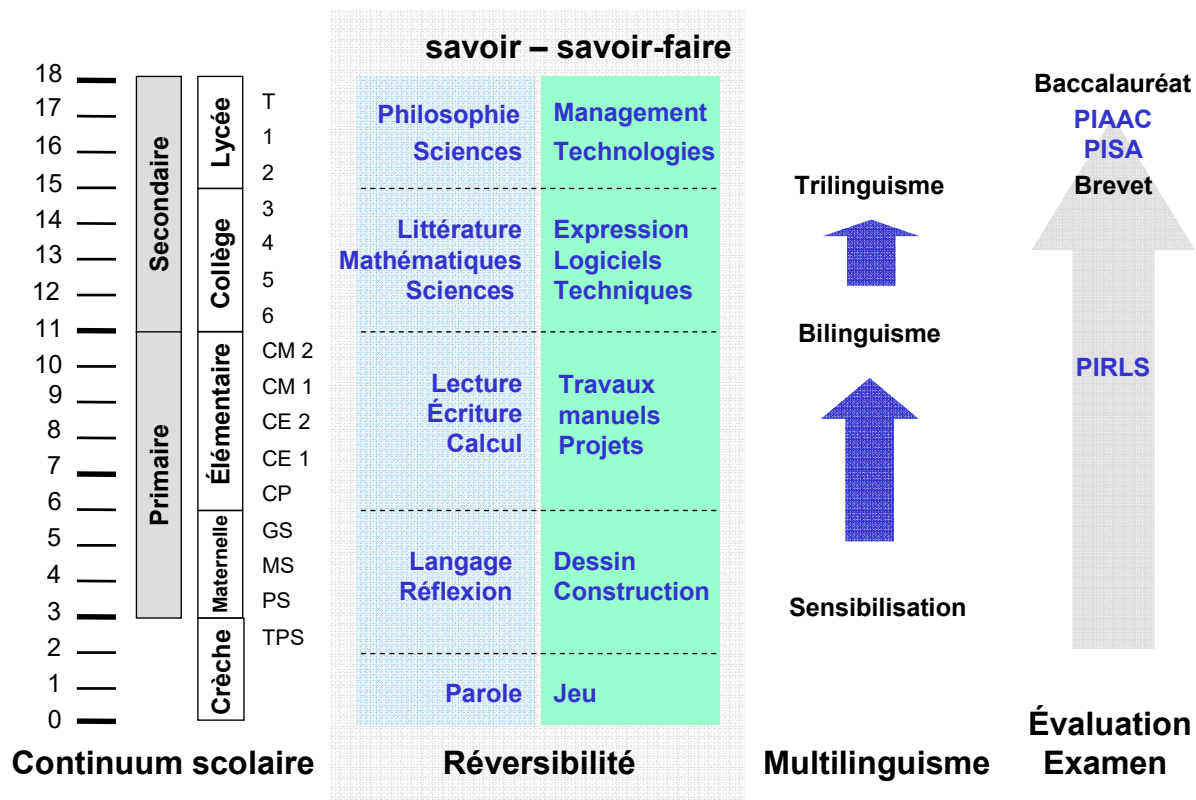 savoir – savoir-faire
18
17
16
15
14
13
12
11
10
9
8
7
6
5
4
3
2
1
0
Secondaire
Primaire
Lycée
Collège
Élémentaire
Maternelle
Crèche
T
1
2
3
4
5
6
CM 2
CM 1
CE 2
CE 1
CP
GS
MS
PS
TPS
Philosophie
Sciences
Management
Technologies
Littérature
Mathématiques
Sciences
Expression
Logiciels
Techniques
Lecture
Écriture
Calcul
Travaux
manuels
Projets
Langage
Réflexion
Dessin
Construction
Parole
Jeu
Trilinguisme
Bilinguisme
Sensibilisation
Baccalauréat
PIAAC
PISA
Brevet
PIRLS
Continuum scolaire
Réversibilité
Multilinguisme
Évaluation
Examen